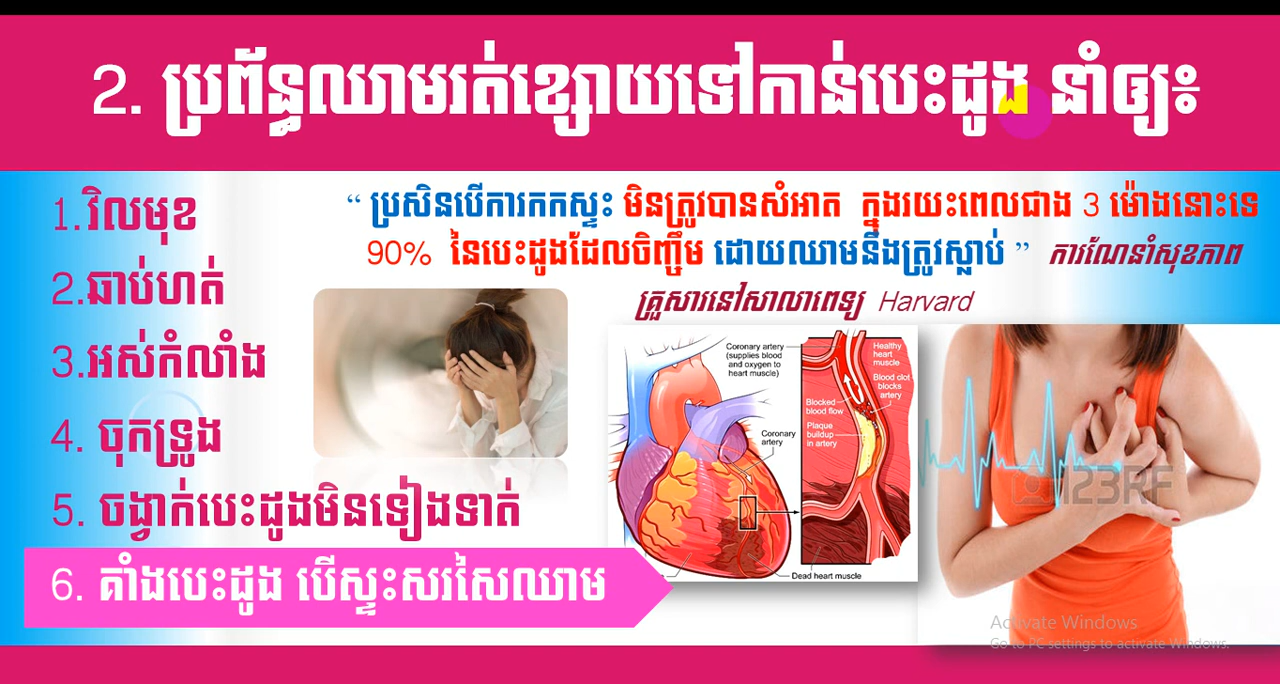 2. ប្រព័ន្ធឈាមរត់ខ្សោយទៅកាន់បេះដូង នាំឲ្យ៖
1.វិលមុខ
2.ឆាប់ហត់
3.អស់កំលាំង
4. ចុកទ្រូង
5. ចង្វាក់បេះដូងមិនទៀងទាត់
6. គាំងបេះដូង បើស្ទះសរសៃឈាម
“ ប្រសិនបើការកកស្ទះ មិនត្រូវបានសំអាត ក្នុងរយះពេលជាង 3 ម៉ោងនោះទេ
90% នៃបេះដូងដែលចិញ្ចឹម ដោយឈាមនឹងត្រូវស្លាប់ ” ការណែនាំសុខភាព
គ្រួសារនៅសាលាពេទ្យ Harvard
Coronary artery
(supplies blood
and oxygen to
heart muscle)
Healthy
heart
muscle
Blood clot
blocks
artery
Blocked
blood flow
Plaque
buildup
in artery
Coronary
artery
Dead heart muscle
123RF
Activate Windows
Go to PC settings to activate Windows.